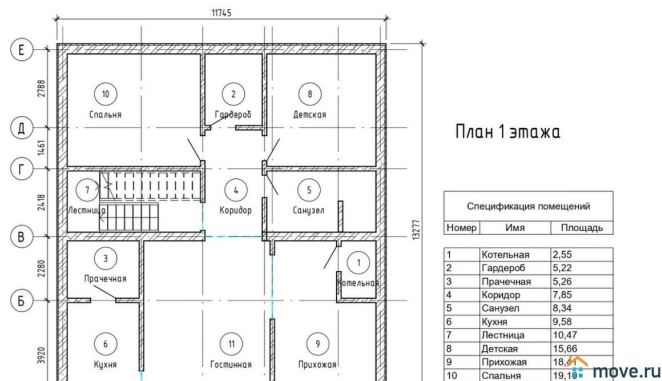 11745
Е
10
Спальня
2
Гардероб
8
Детская
2788
Д
1461
Г
7
Лестница
4
Коридор
5
Санузел
2418
В
3
Прачечная
1
Котельная
2280
Б
6
Кухня
11
Гостинная
9
Прихожая
3920
13277
План 1 этажа
Спецификация помещений
Номер Имя Площадь
1 Котельная 2,55
2 Гардероб 5,22
3 Прачечная 5,26
4 Коридор 7,85
5 Санузел 8,34
6 Кухня 9,58
7 Лестница 10,47
8 Детская 15,66
9 Прихожая
10 Спальня
move.ru